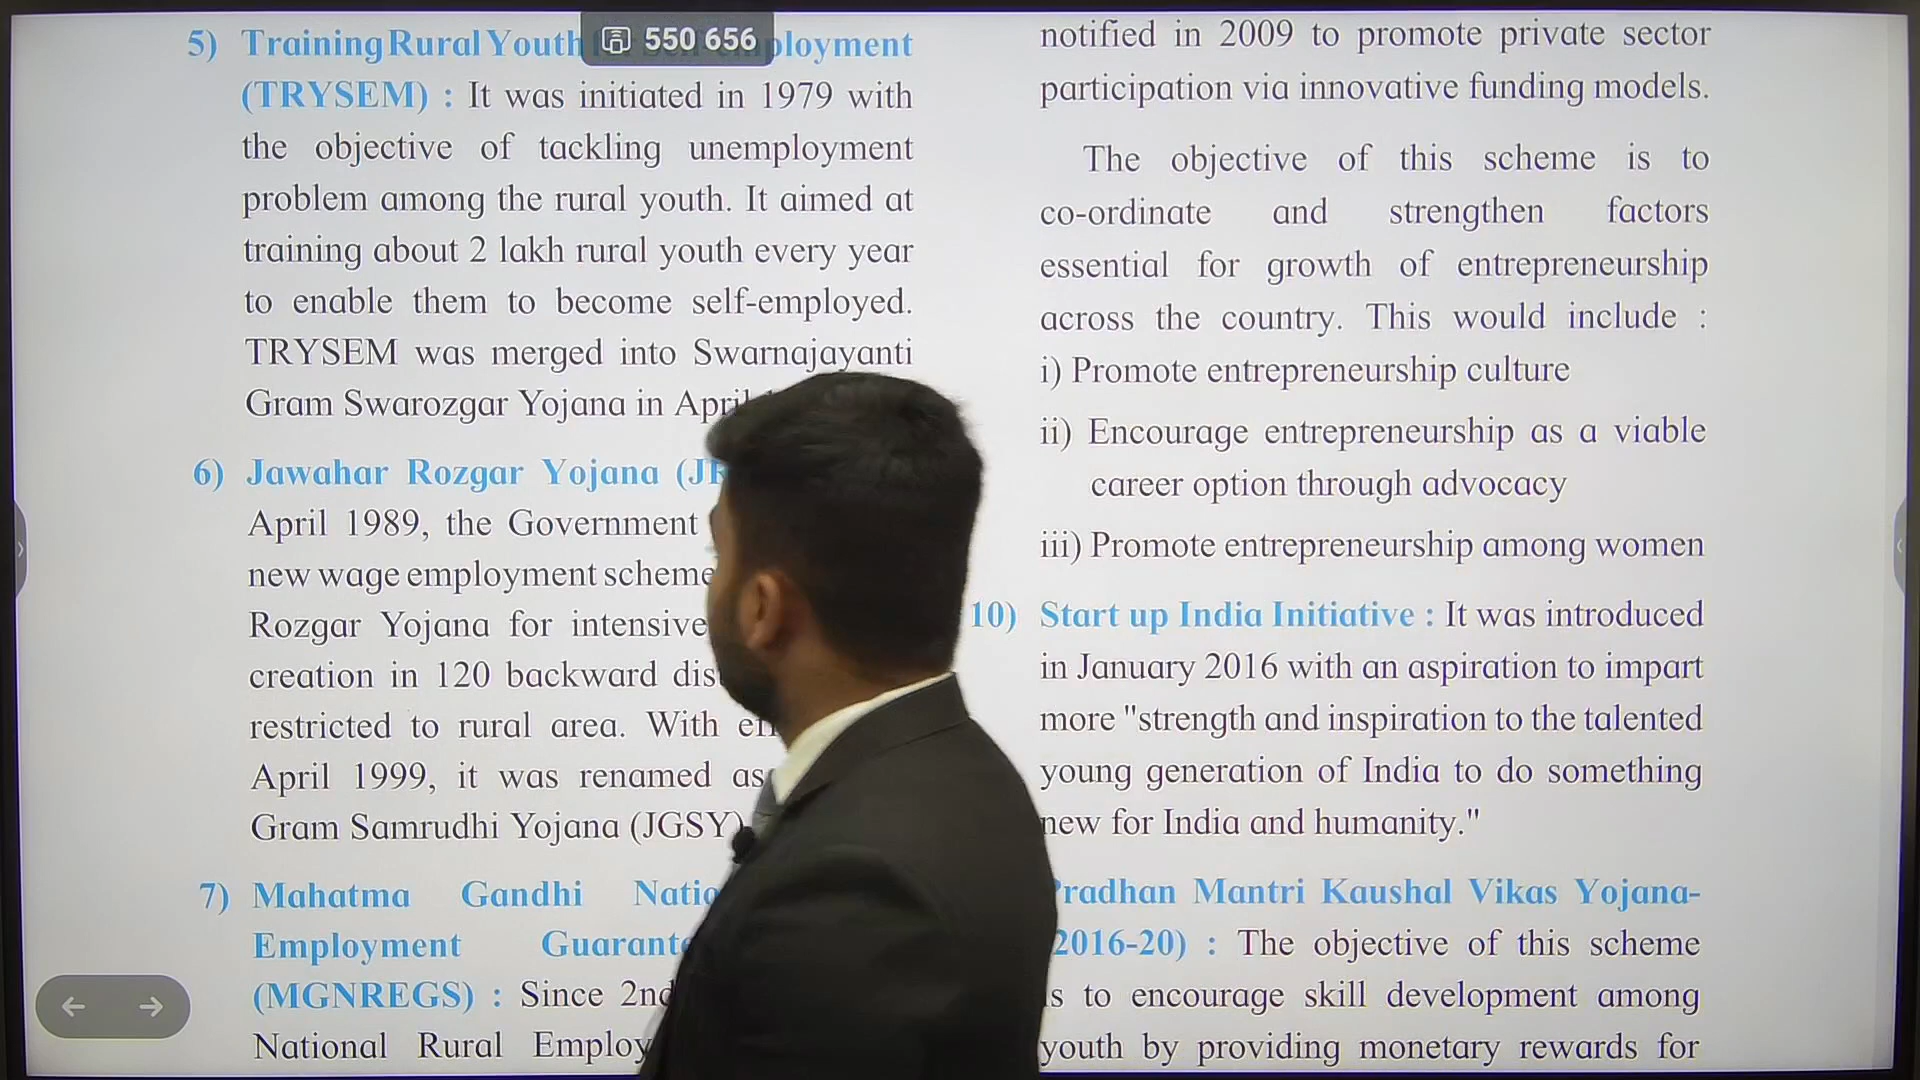 550 656
5) Training Rural Youth ployment
(TRYSEM) : It was initiated in 1979 with
the objective of tackling unemployment
problem among the rural youth. It aimed at
training about 2 lakh rural youth every year
to enable them to become self-employed.
TRYSEM was merged into Swarnajayanti
Gram Swarozgar Yojana in April
6) Jawahar Rozgar Yojana
April 1989, the Government
new wage employment scheme
Rozgar Yojana for intensive
creation in 120 backward
restricted to rural area. With
April 1999, it was renamed as
Gram Samrudhi Yojana (JGSY)
7) Mahatma Gandhi
Employment
(MGNREGS) : Since 2nd
National Rural
notified in 2009 to promote private sector
participation via innovative funding models.
The objective of this scheme is to
co-ordinate and strengthen factors
essential for growth of entrepreneurship
across the country. This would include :
i) Promote entrepreneurship culture
ii) Encourage entrepreneurship as a viable
career option through advocacy
iii) Promote entrepreneurship among women
10) Start up India Initiative : It was introduced
in January 2016 with an aspiration to impart
more "strength and inspiration to the talented
young generation of India to do something
new for India and humanity."
Pradhan Mantri Kaushal Vikas Yojana-
2016-20) : The objective of this scheme
is to encourage skill development among
youth by providing monetary rewards for